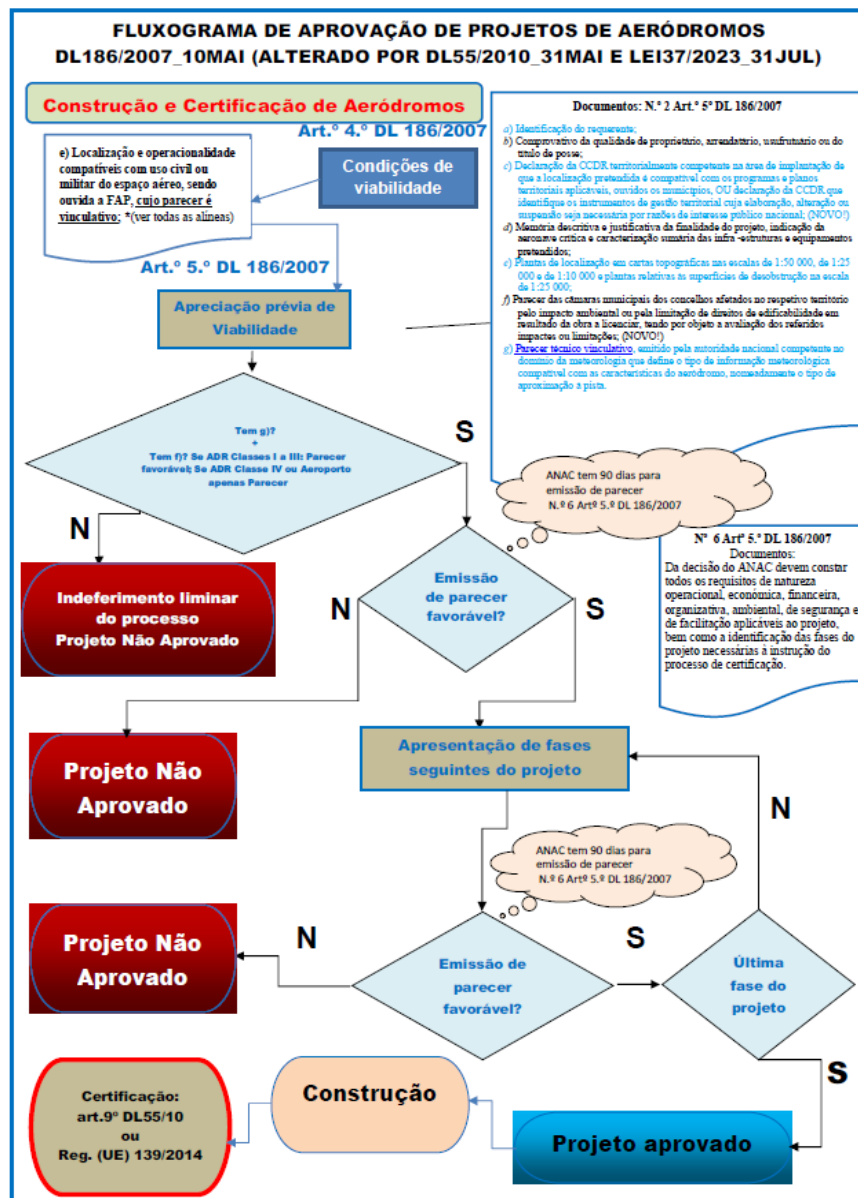 FLUXOGRAMA DE APROVAÇÃO DE PROJETOS DE AERÓDROMOS
DL186/2007_10MAI (ALTERADO POR DL55/2010_31MAI E LEI37/2023_31JUL)
Construção e Certificação de Aeródromos
Art.º 4.º DL 186/2007
e) Localização e operacionalidade
compatíveis com uso civil ou
militar do espaço aéreo, sendo
ouvida a FAP, cujo parecer é
vinculativo; *(ver todas as alíneas)
Condições de
viabilidade
Documentos: N.º 2 Art.º 5º DL 186/2007
a) Identificação do requerente;
b) Comprovativo da qualidade de proprietário, arrendatário, usufrutuário ou do
título de posse;
c) Declaração da CCDR territorialmente competente na área de implantação de
que a localização pretendida é compatível com os programas e planos
territoriais aplicáveis, ouvidos os municípios, OU declaração da CCDR que
identifique os instrumentos de gestão territorial cuja elaboração, alteração ou
suspensão seja necessária por razões de interesse público nacional; (NOVO!)
d) Memória descritiva e justificativa da finalidade do projeto, indicação da
aeronave crítica e caracterização sumária das infra -estruturas e equipamentos
pretendidos;
e) Plantas de localização em cartas topográficas nas escalas de 1:50 000, de 1:25
000 e de 1:10 000 e plantas relativas às superfícies de desobstrução na escala
de 1:25 000;
f) Parecer das câmaras municipais dos concelhos afetados no respetivo território
pelo impacto ambiental ou pela limitação de direitos de edificabilidade em
resultado da obra a licenciar, tendo por objeto a avaliação dos referidos
impactes ou limitações; (NOVO!)
g) Parecer técnico vinculativo, emitido pela autoridade nacional competente no
domínio da meteorologia que define o tipo de informação meteorológica
compatível com as características do aeródromo, nomeadamente o tipo de
aproximação à pista.
Art.º 5.º DL 186/2007
Apreciação prévia de
Viabilidade
Tem g)?
+
Tem f)? Se ADR Classes I a III: Parecer
favorável; Se ADR Classe IV ou Aeroporto
apenas Parecer
S
N
ANAC tem 90 dias para
emissão de parecer
N.º 6 Artº 5.º DL 186/2007
Indeferimento liminar
do processo
Projeto Não Aprovado
Emissão
de parecer
favorável?
N
S
Nº 6 Artº 5.º DL 186/2007
Documentos:
Da decisão do ANAC devem constar
todos os requisitos de natureza
operacional, económica, financeira,
organizativa, ambiental, de segurança e
de facilitação aplicáveis ao projeto,
bem como a identificação das fases do
projeto necessárias à instrução do
processo de certificação.
Projeto Não
Aprovado
Apresentação de fases
seguintes do projeto
N
ANAC tem 90 dias para
emissão de parecer
N.º 6 Artº 5.º DL 186/2007
Projeto Não
Aprovado
N
Emissão de
parecer
favorável?
S
Última
fase do
projeto
S
Certificação:
art.9º DL55/10
ou
Reg. (UE) 139/2014
Construção
Projeto aprovado